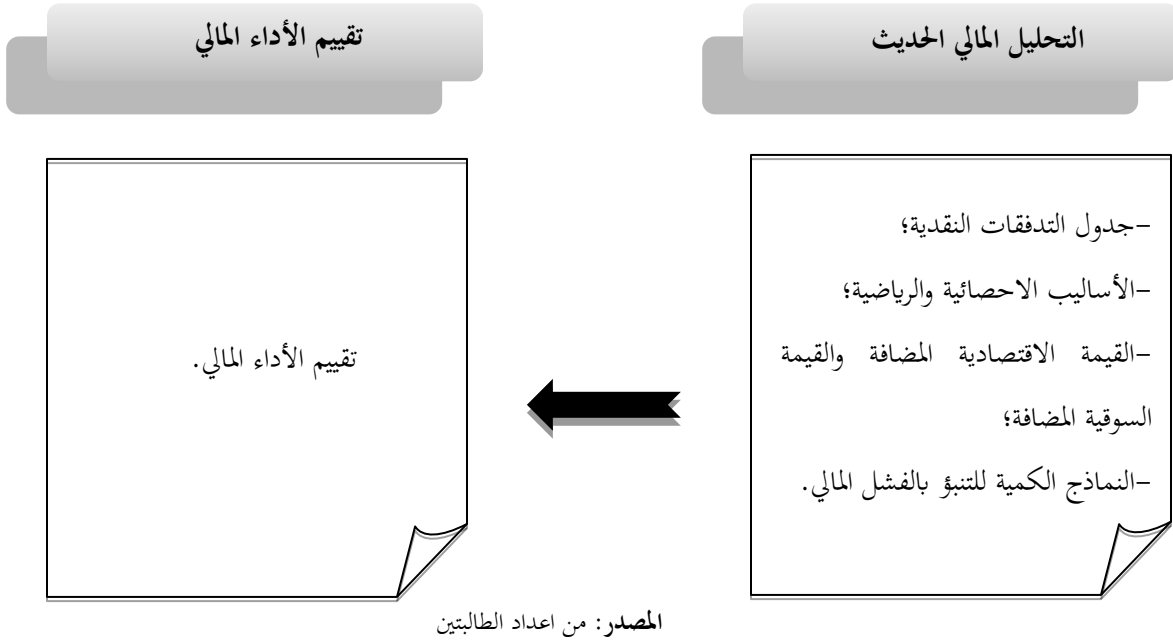 التحليل المالي الحديث
تقييم الأداء المالي
-جدول التدفقات النقدية؛
-الأساليب الاحصائية والرياضية؛
-القيمة الاقتصادية المضافة والقيمة
السوقية المضافة؛
-النماذج الكمية للتنبؤ بالفشل المالي.
تقييم الأداء المالي.
المصدر: من اعداد الطالبتين